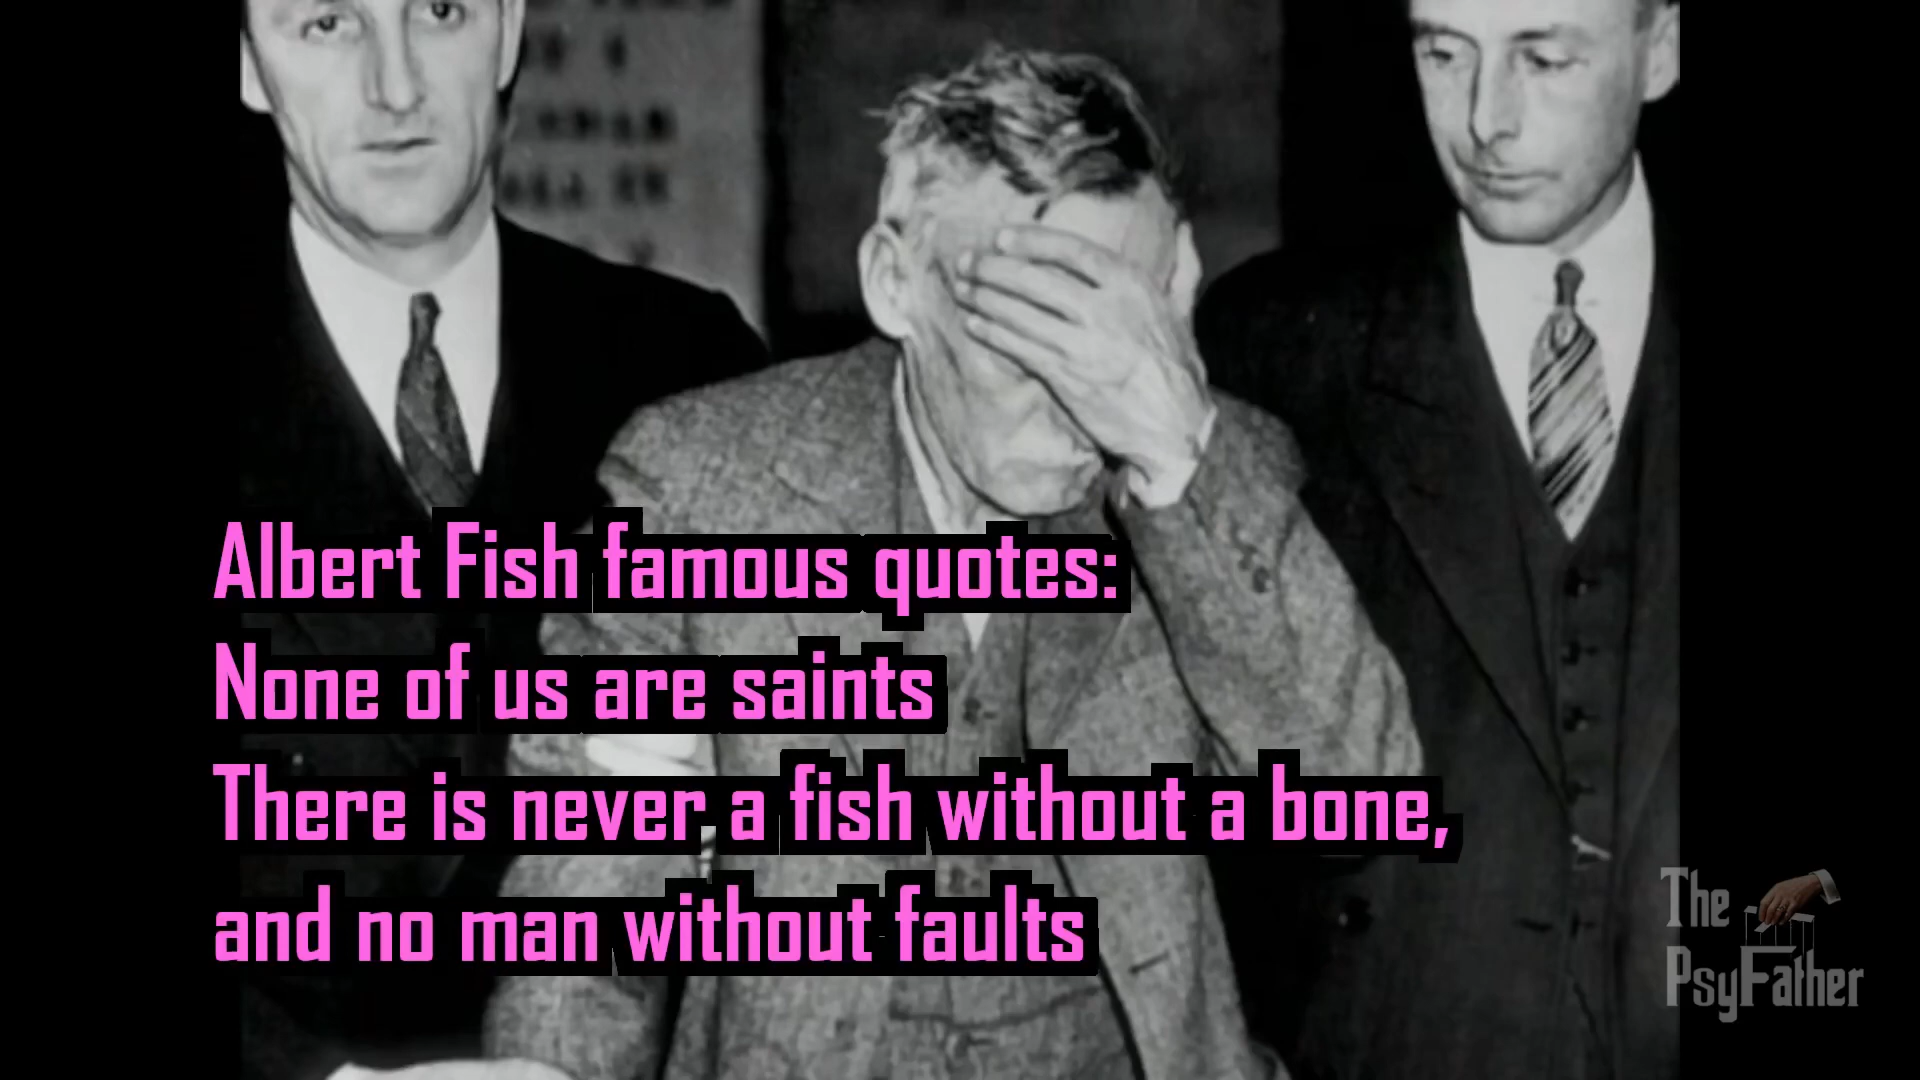 Albert Fish famous quotes:
None of us are saints
There is never a fish without a bone,
and no man without faults
The
PsyFather